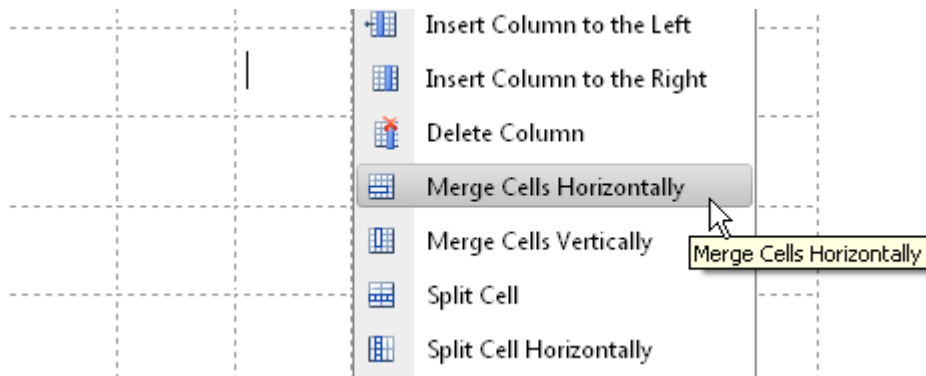 Insert Column to the Left
Insert Column to the Right
Delete Column
Merge Cells Horizontally
Merge Cells Vertically
Merge Cells Horizontally
Split Cell
Split Cell Horizontally